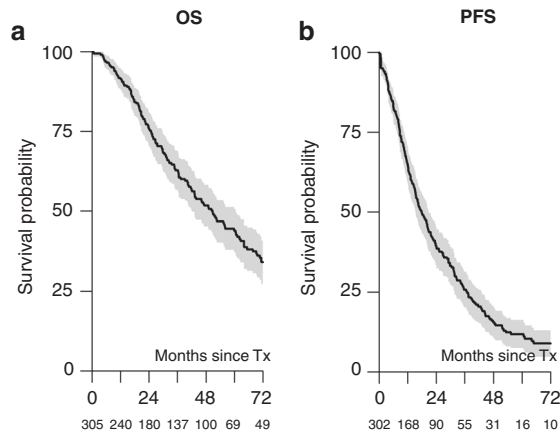 OS
PFS
a
b
100
75
50
25
0
Survival probability
Months since Tx
0 24 48 72
305 240 180 137 100 69 49
100
75
50
25
0
Survival probability
Months since Tx
0 24 48 72
302 168 90 55 31 16 10